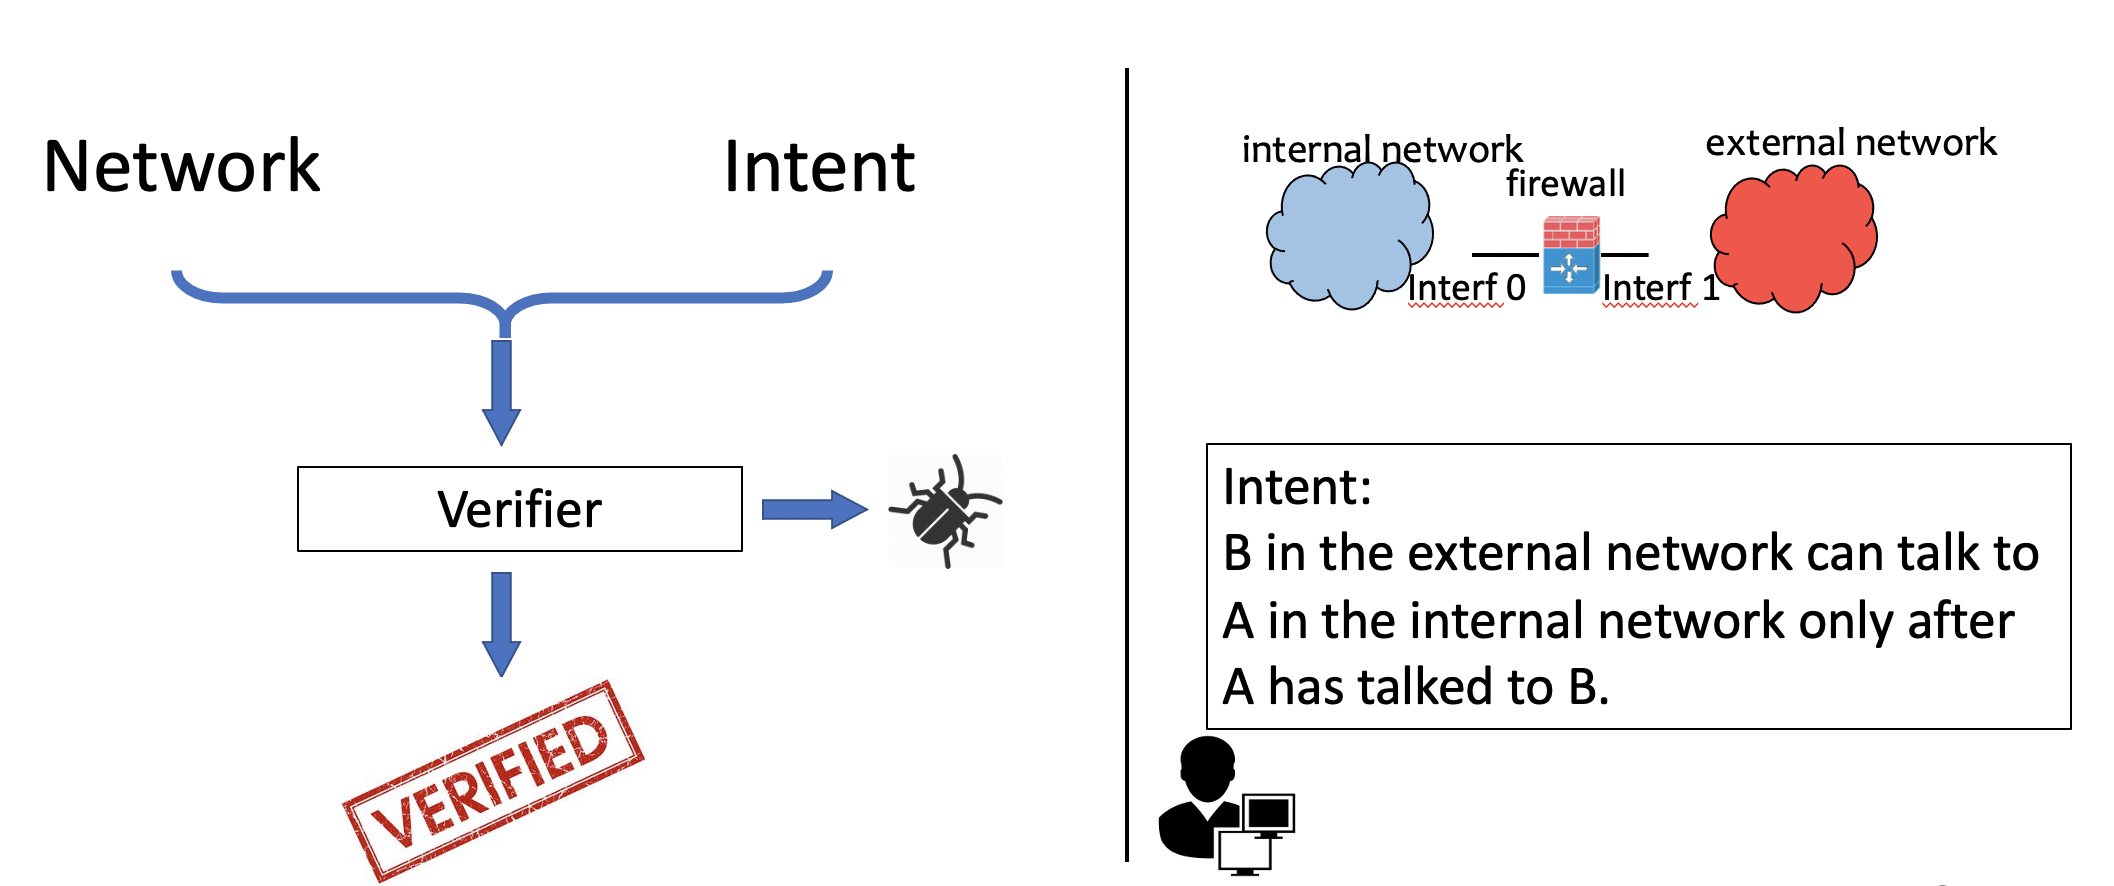 Network
Intent
Verifier
VERIFIED
internal network
external network
firewall
Interf 0
Interf 1
Intent:
B in the external network can talk to
A in the internal network only after
A has talked to B.